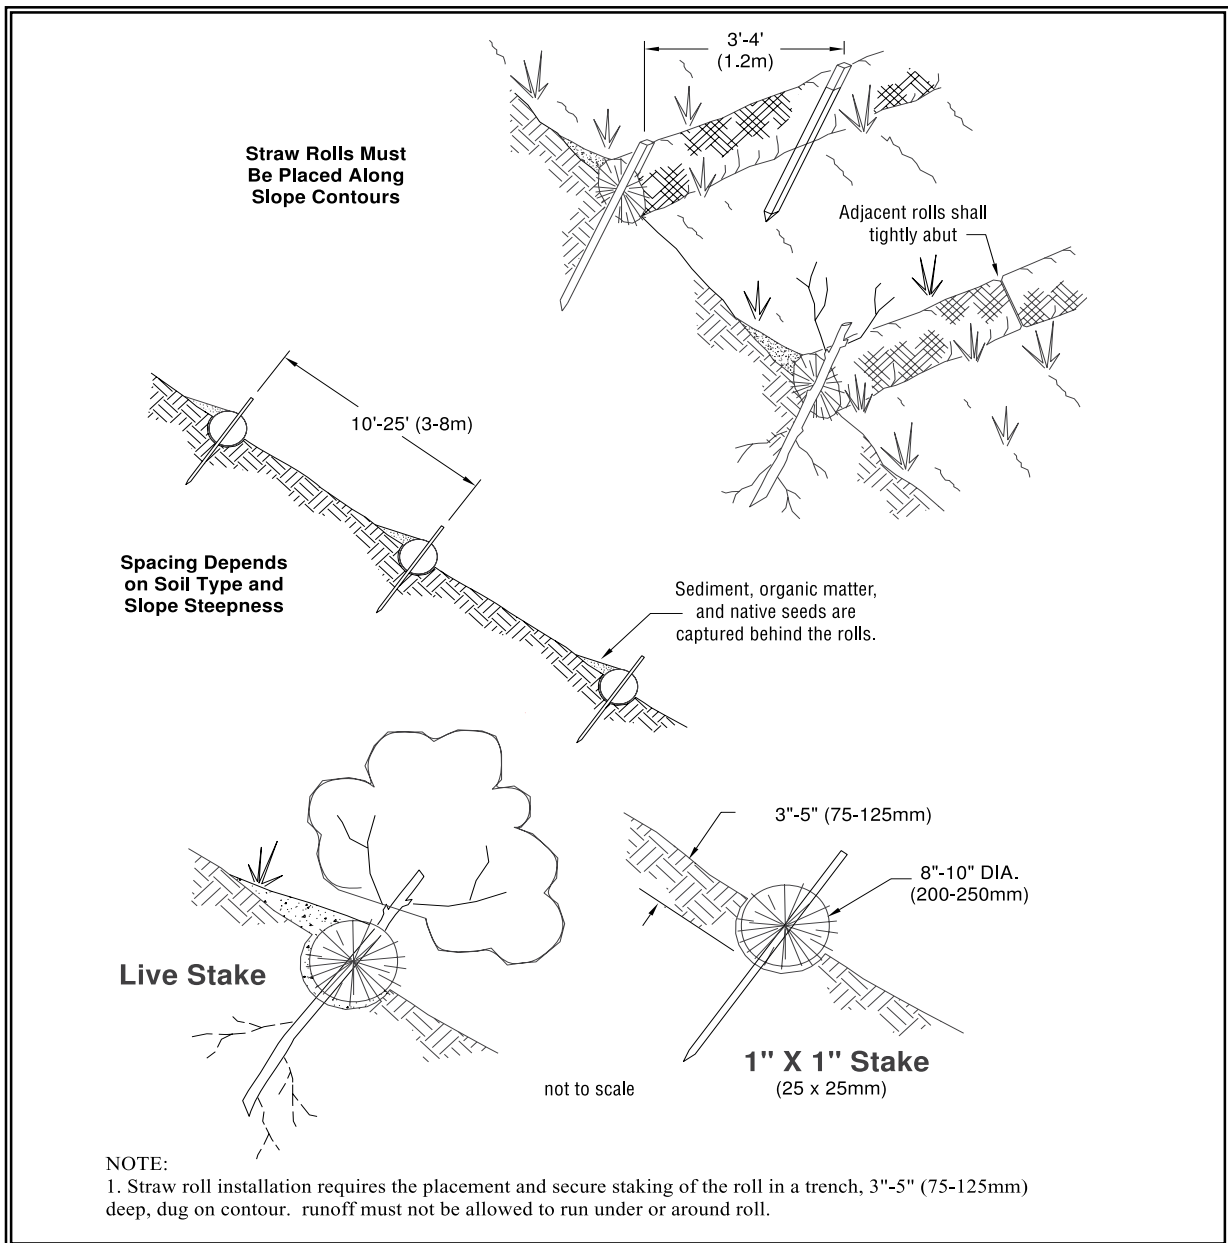 3'-4'
(1.2m)
Straw Rolls Must
Be Placed Along
Slope Contours
Adjacent rolls shall
tightly abut
10'-25' (3-8m)
Spacing Depends
on Soil Type and
Slope Steepness
Sediment, organic matter,
and native seeds are
captured behind the rolls.
3"-5" (75-125mm)
8"-10" DIA.
(200-250mm)
Live Stake
1" X 1" Stake
(25 x 25mm)
not to scale
NOTE:
1. Straw roll installation requires the placement and secure staking of the roll in a trench, 3"-5" (75-125mm)
deep, dug on contour. runoff must not be allowed to run under or around roll.